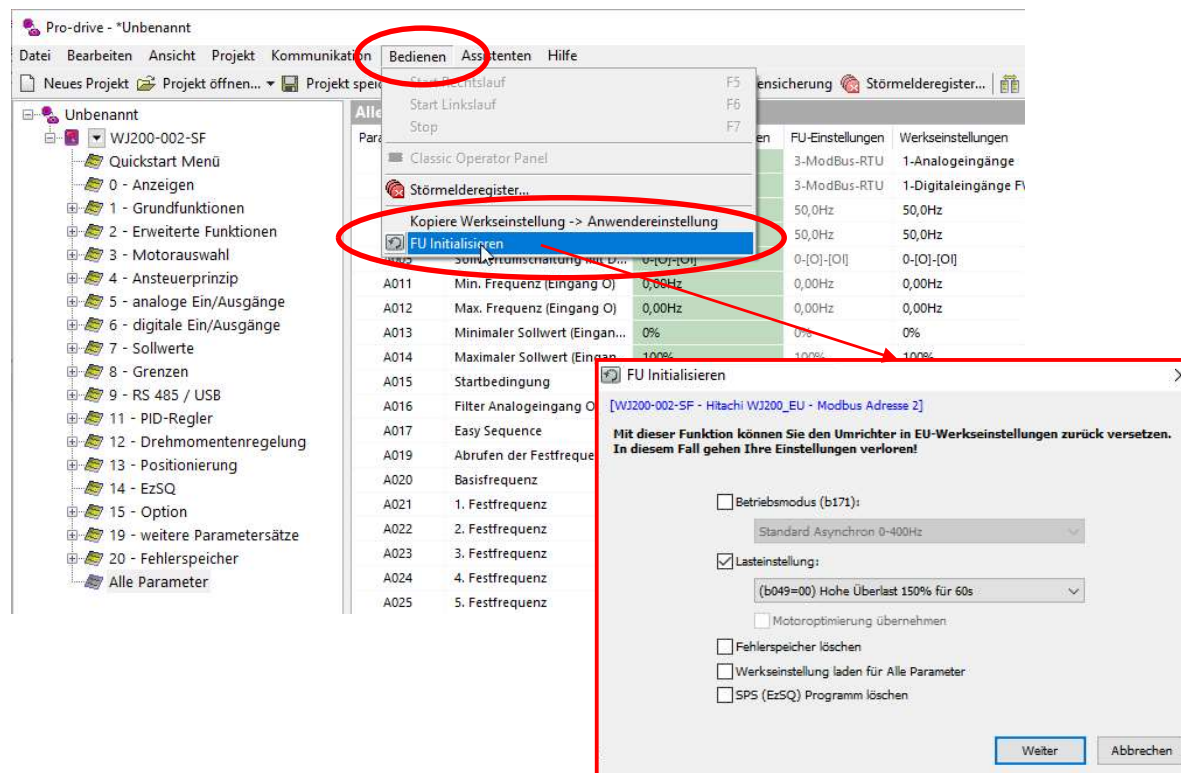 Pro-drive - *Unbenannt
Datei Bearbeiten Ansicht Projekt Kommunikation Bedienen Assistenten Hilfe
Neues Projekt Projekt öffnen... Projekt speic ensicherung Störmelderegister...
Start Rechtslauf F5
Start Linkslauf F6
Stop F7
Classic Operator Panel
Störmelderegister...
Kopiere Werkseinstellung -> Anwendereinstellung
FU Initialisieren
Unbenannt
WJ200-002-SF
Quickstart Menü
0 - Anzeigen
1 - Grundfunktionen
2 - Erweiterte Funktionen
3 - Motorauswahl
4 - Ansteuerprinzip
5 - analoge Ein/Ausgänge
6 - digitale Ein/Ausgänge
7 - Sollwerte
8 - Grenzen
9 - RS 485 / USB
11 - PID-Regler
12 - Drehmomentenregelung
13 - Positionierung
14 - EzSQ
15 - Option
19 - weitere Parametersätze
20 - Fehlerspeicher
Alle Parameter
Alle
Para en FU-Einstellungen Werkseinstellungen
3-ModBus-RTU 1-Analogeingänge
3-ModBus-RTU 1-Digitaleingänge
50,0Hz 50,0Hz
50,0Hz 50,0Hz
A005 Sollwertumschaltung mit D... 0-[O]-[OI] 0-[O]-[OI] 0-[O]-[OI]
A011 Min. Frequenz (Eingang O) 0,00Hz 0,00Hz 0,00Hz
A012 Max. Frequenz (Eingang O) 0,00Hz 0,00Hz 0,00Hz
A013 Minimaler Sollwert (Eingan... 0% 0% 0%
A014 Maximaler Sollwert (Eingan... 100% 100% 100%
A015 Startbedingung
A016 Filter Analogeingang O
A017 Easy Sequence
A019 Abrufen der Festfreque
A020 Basisfrequenz
A021 1. Festfrequenz
A022 2. Festfrequenz
A023 3. Festfrequenz
A024 4. Festfrequenz
A025 5. Festfrequenz
FU Initialisieren
[WJ200-002-SF - Hitachi WJ200_EU - Modbus Adresse 2]
Mit dieser Funktion können Sie den Umrichter in EU-Werkseinstellungen zurück versetzen.
In diesem Fall gehen Ihre Einstellungen verloren!
Betriebsmodus (b171):
Standard Asynchron 0-400Hz
Lasteinstellung:
(b049=00) Hohe Überlast 150% für 60s
Motoroptimierung übernehmen
Fehlerspeicher löschen
Werkseinstellung laden für Alle Parameter
SPS (EzSQ) Programm löschen
Weiter Abbrechen